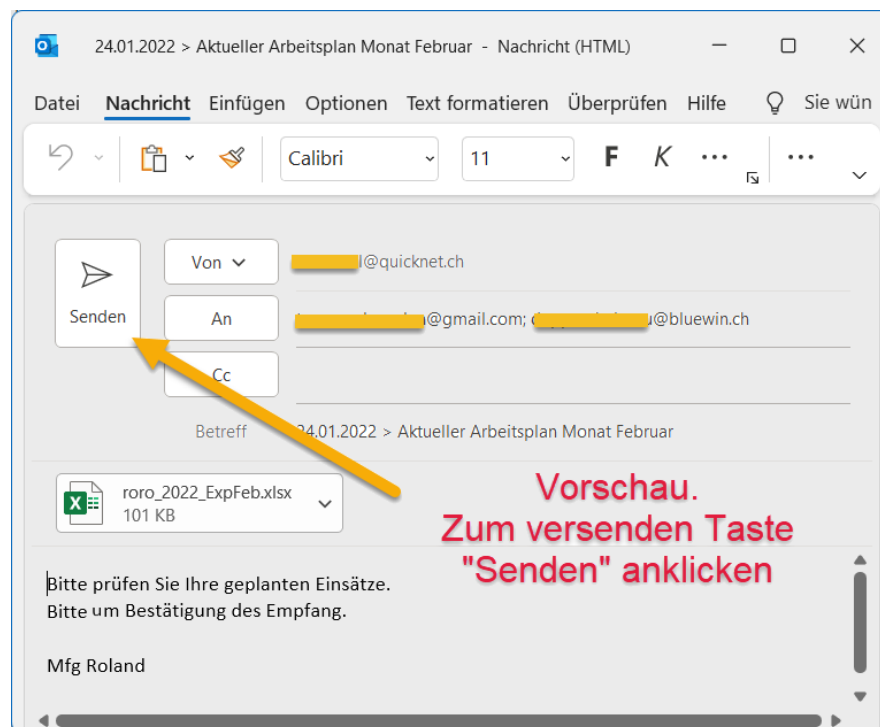 24.01.2022 > Aktueller Arbeitsplan Monat Februar - Nachricht (HTML)
Datei Nachricht Einfügen Optionen Text formatieren Überprüfen Hilfe Sie wün
Calibri 11 F K
Von l@quicknet.ch
Senden
An @gmail.com; u@bluewin.ch
Cc
Betreff 24.01.2022 > Aktueller Arbeitsplan Monat Februar
roro_2022_ExpFeb.xlsx
101 KB
Vorschau.
Zum versenden Taste
"Senden" anklicken
Bitte prüfen Sie Ihre geplanten Einsätze.
Bitte um Bestätigung des Empfang.
Mfg Roland